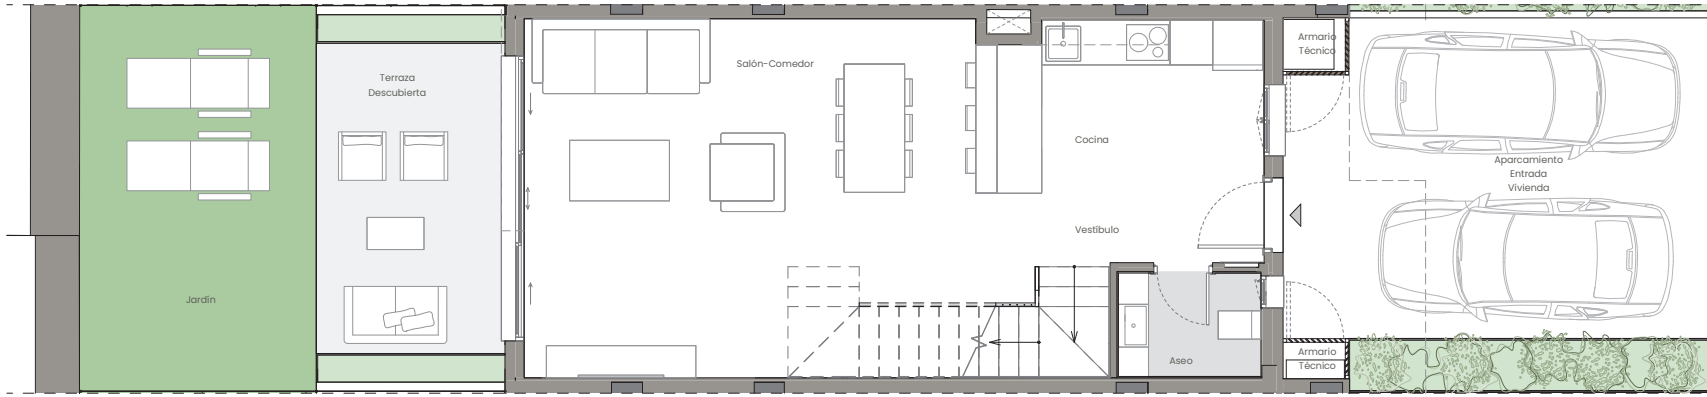 Jardín
Terraza
Descubierta
Salón-Comedor
Cocina
Vestíbulo
Aseo
Armario
Técnico
Armario
Técnico
Aparcamiento
Entrada
Vivienda